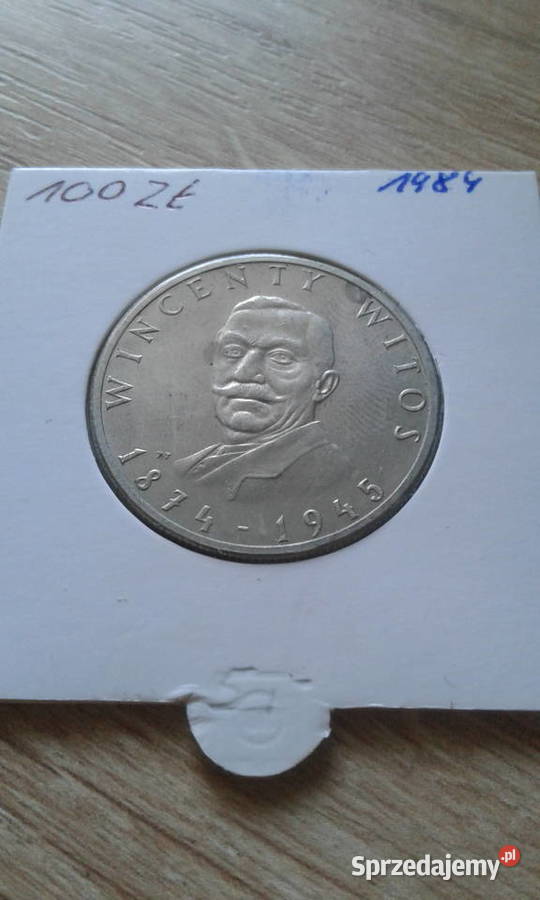 100 ZŁ 1984
WINCENTY WITOS
1874-1945
Sprzedajemy.pl